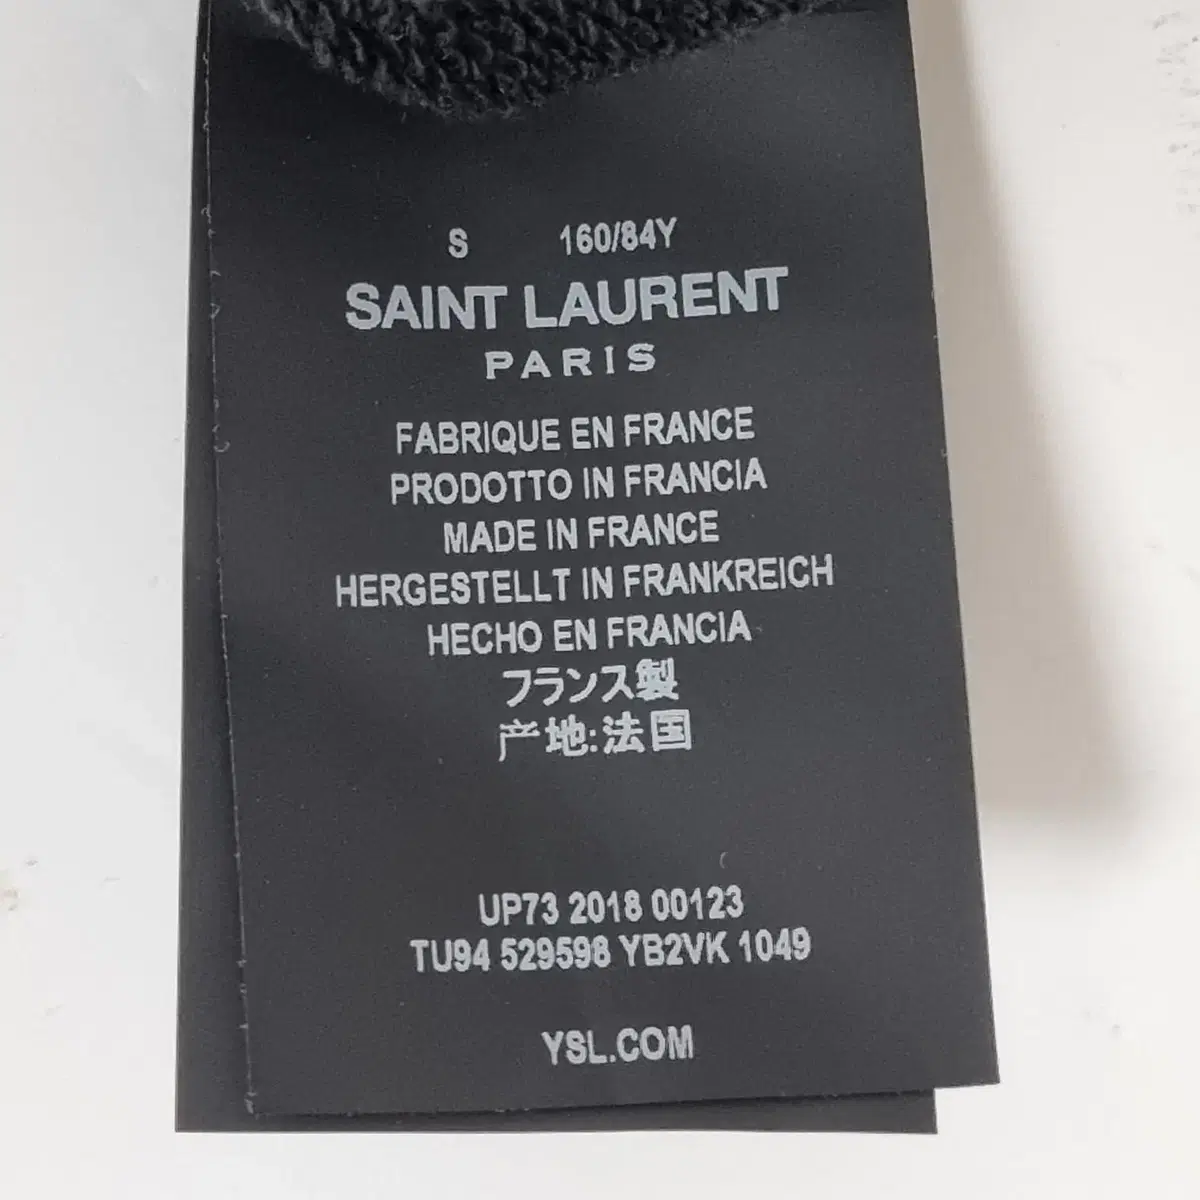 S 160/84Y
SAINT LAURENT
PARIS
FABRIQUE EN FRANCE
PRODOTTO IN FRANCIA
MADE IN FRANCE
HERGESTELLT IN FRANKREICH
HECHO EN FRANCIA
フランス製
产地:法国
UP73 2018 00123
TU94 529598 YB2VK 1049
YSL.COM